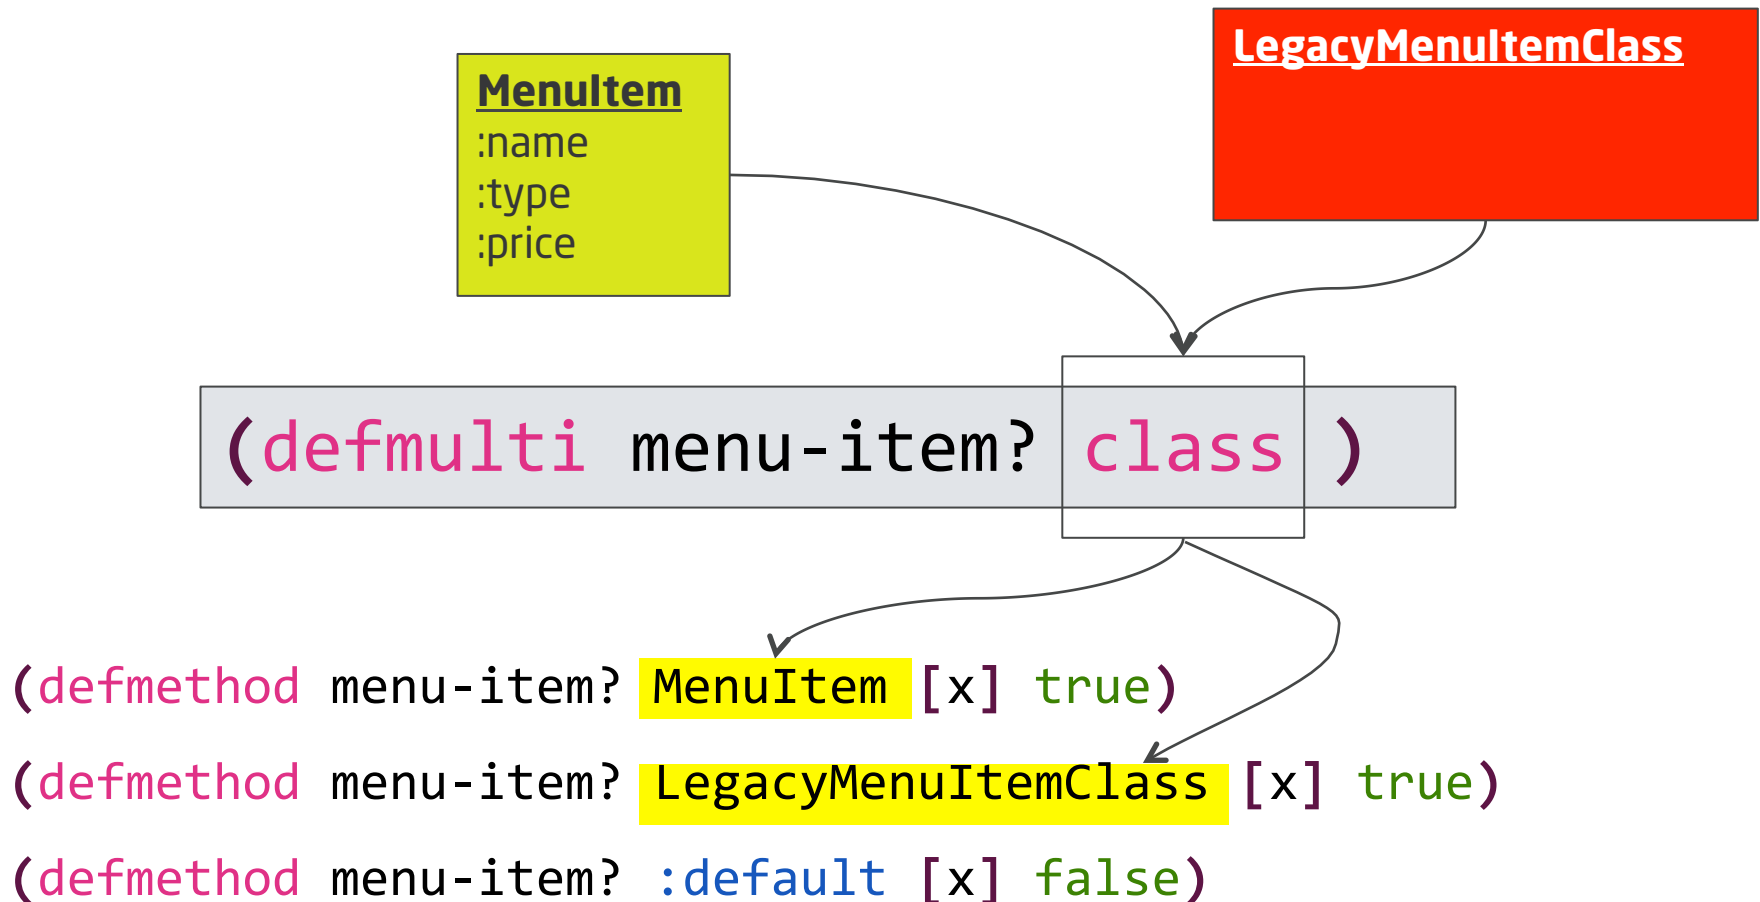 LegacyMenuItemClass
MenuItem
:name
:type
:price
(defmulti menu-item? class )
(defmethod menu-item? MenuItem [x] true)
(defmethod menu-item? LegacyMenuItemClass [x] true)
(defmethod menu-item? :default [x] false)